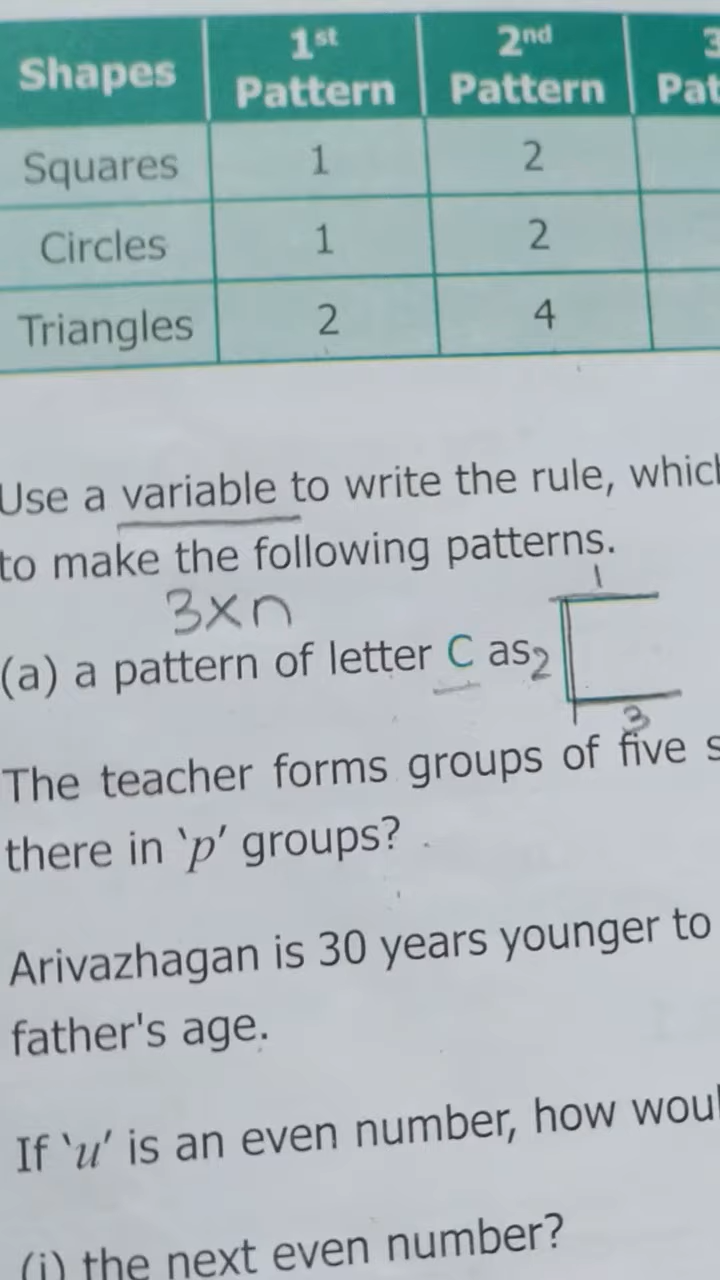 Shapes 1st Pattern 2nd Pattern 3
Squares 1 2
Circles 1 2
Triangles 2 4
Use a variable to write the rule, which
to make the following patterns.
3×n
(a) a pattern of letter C as 2 1 3
The teacher forms groups of five s
there in ‘p’ groups?
Arivazhagan is 30 years younger to
father's age.
If ‘u’ is an even number, how woul
(i) the next even number?